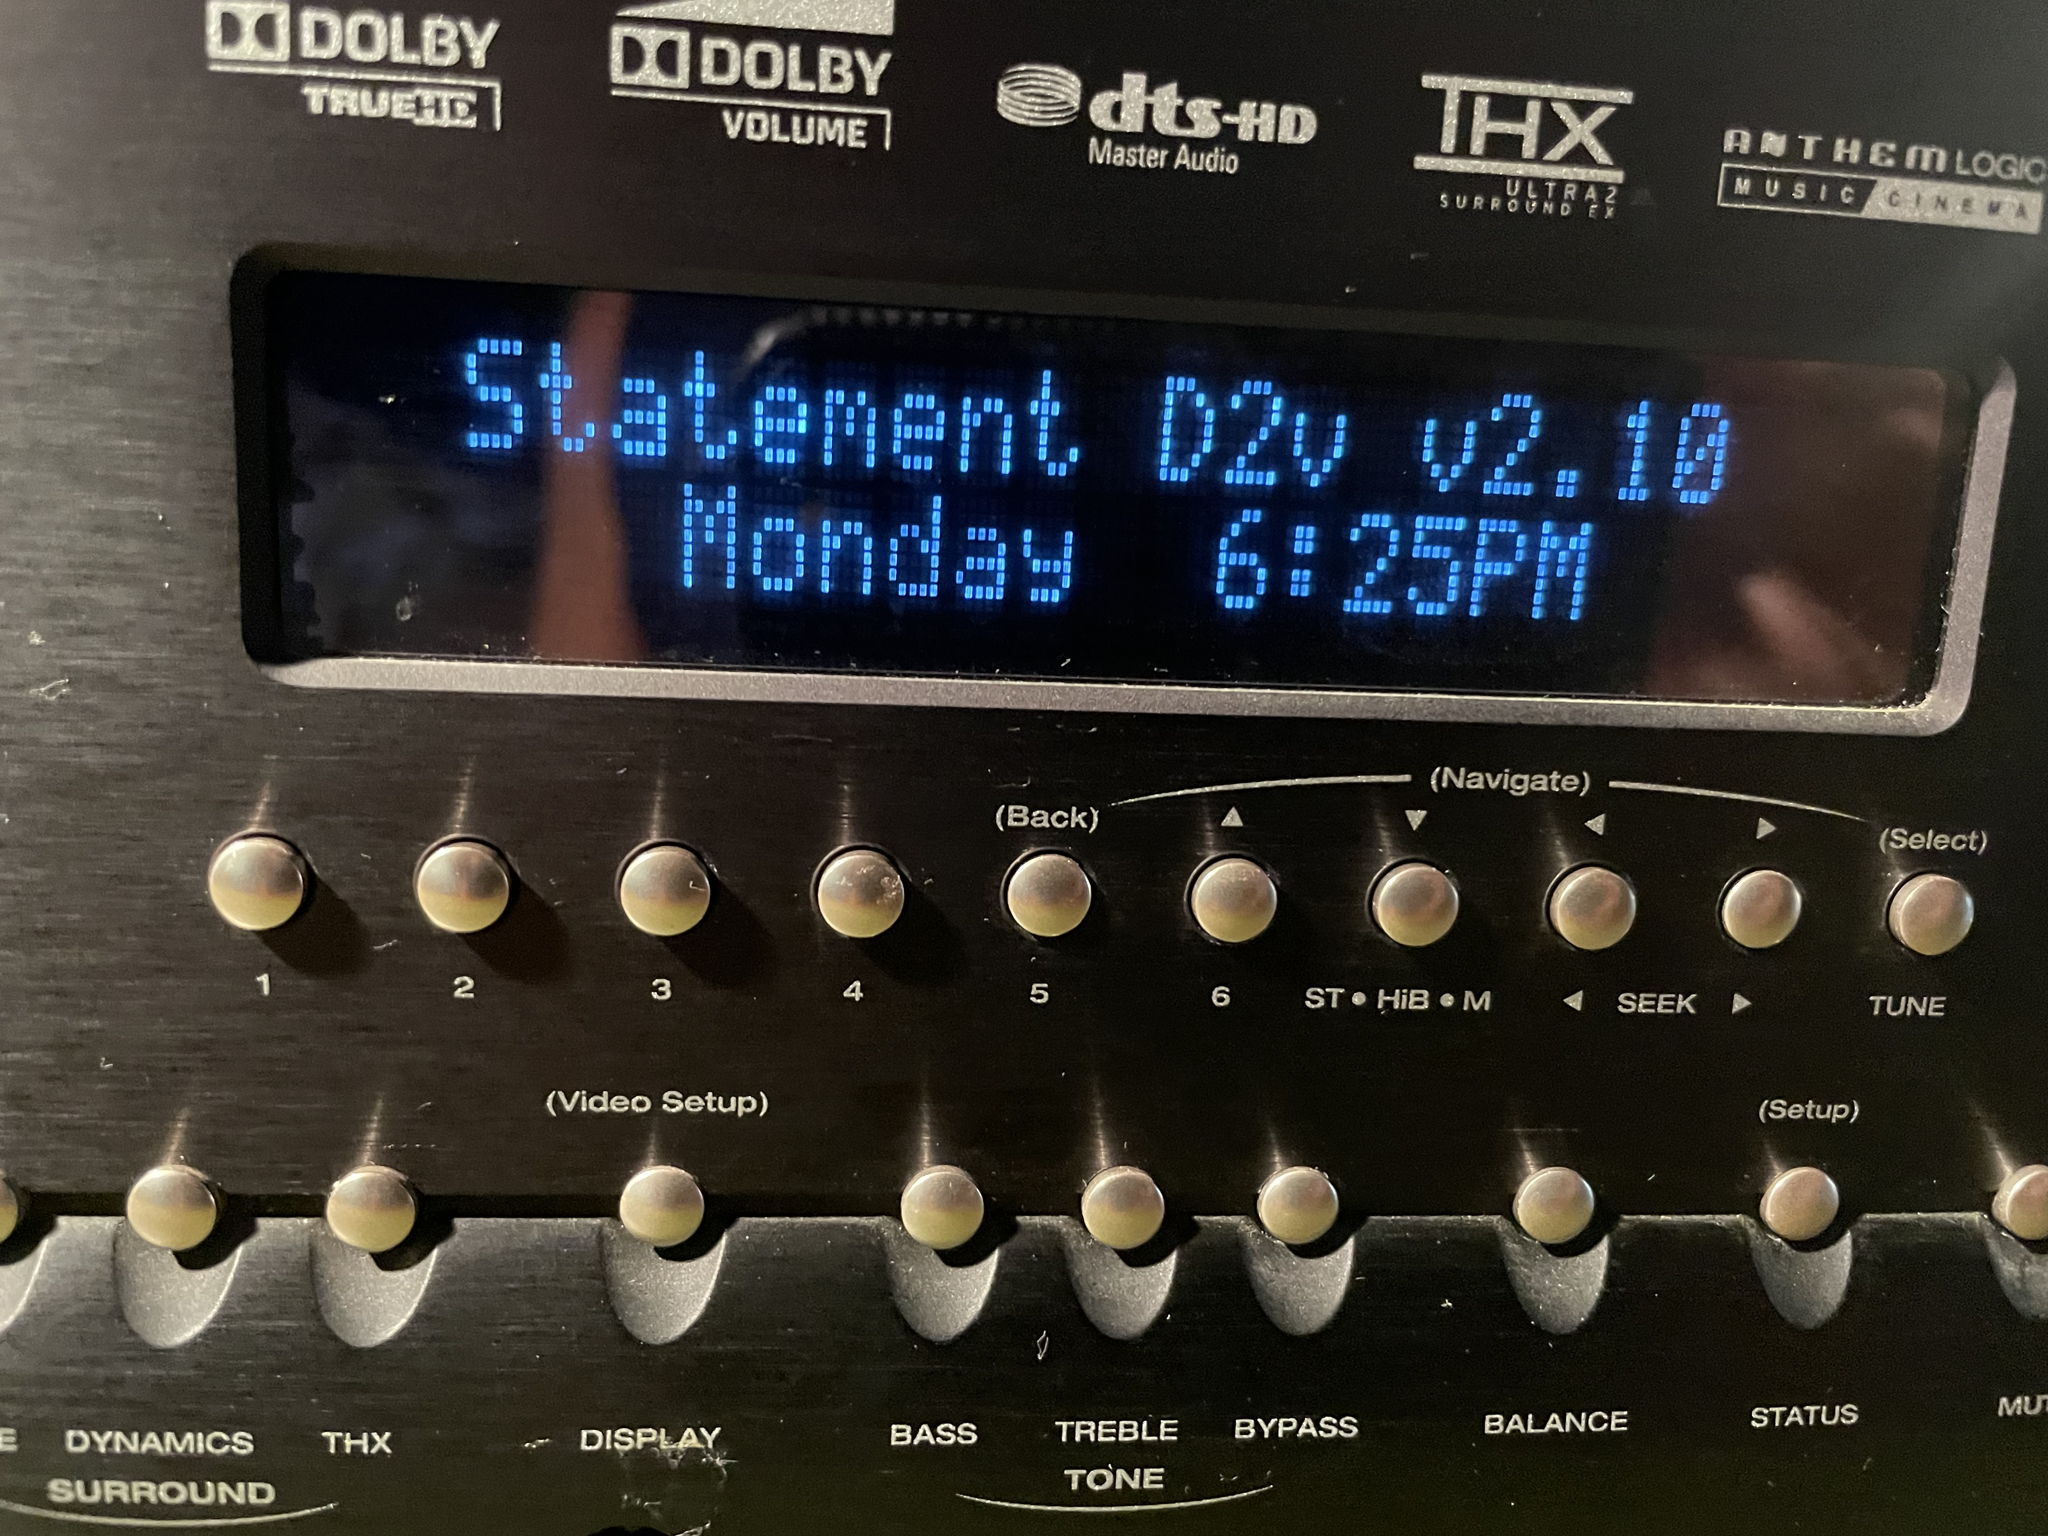 DOLBY
TRUEHD
DOLBY
VOLUME
dts-HD
Master Audio
THX
ULTRA2
SURROUND EX
ANTHEM LOGIC
MUSIC CINEMA
Statement D2v v2.10
Monday 6:25PM
(Back)
(Navigate)
(Select)
1 2 3 4 5 6 ST • HiB • M ◀ SEEK ▶ TUNE
(Video Setup)
(Setup)
DYNAMICS THX DISPLAY BASS TREBLE BYPASS BALANCE STATUS
SURROUND
TONE